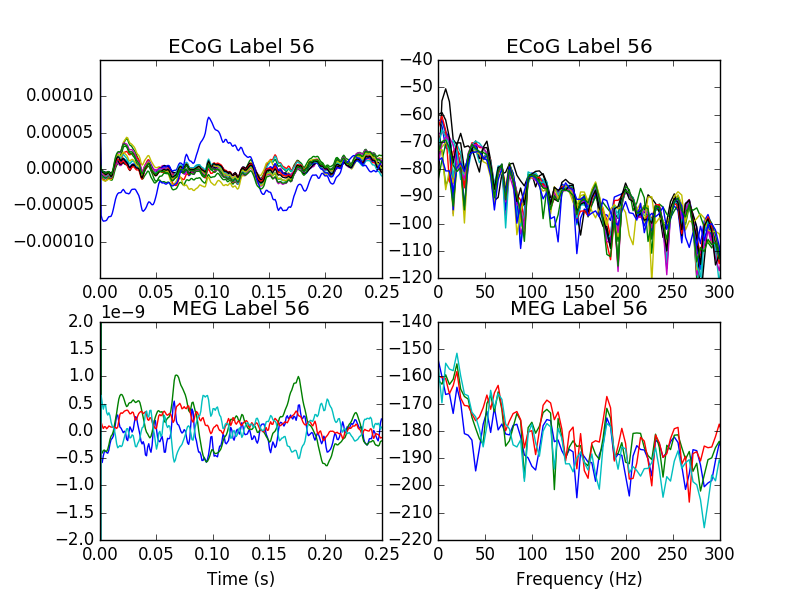 ECoG Label 56
0.00010
0.00005
0.00000
−0.00005
−0.00010
0.00 0.05 0.10 0.15 0.20 0.25
ECoG Label 56
−40
−50
−60
−70
−80
−90
−100
−110
−120
0 50 100 150 200 250 300
MEG Label 56
1e−9
2.0
1.5
1.0
0.5
0.0
−0.5
−1.0
−1.5
−2.0
0.00 0.05 0.10 0.15 0.20 0.25
Time (s)
MEG Label 56
−140
−150
−160
−170
−180
−190
−200
−210
−220
0 50 100 150 200 250 300
Frequency (Hz)